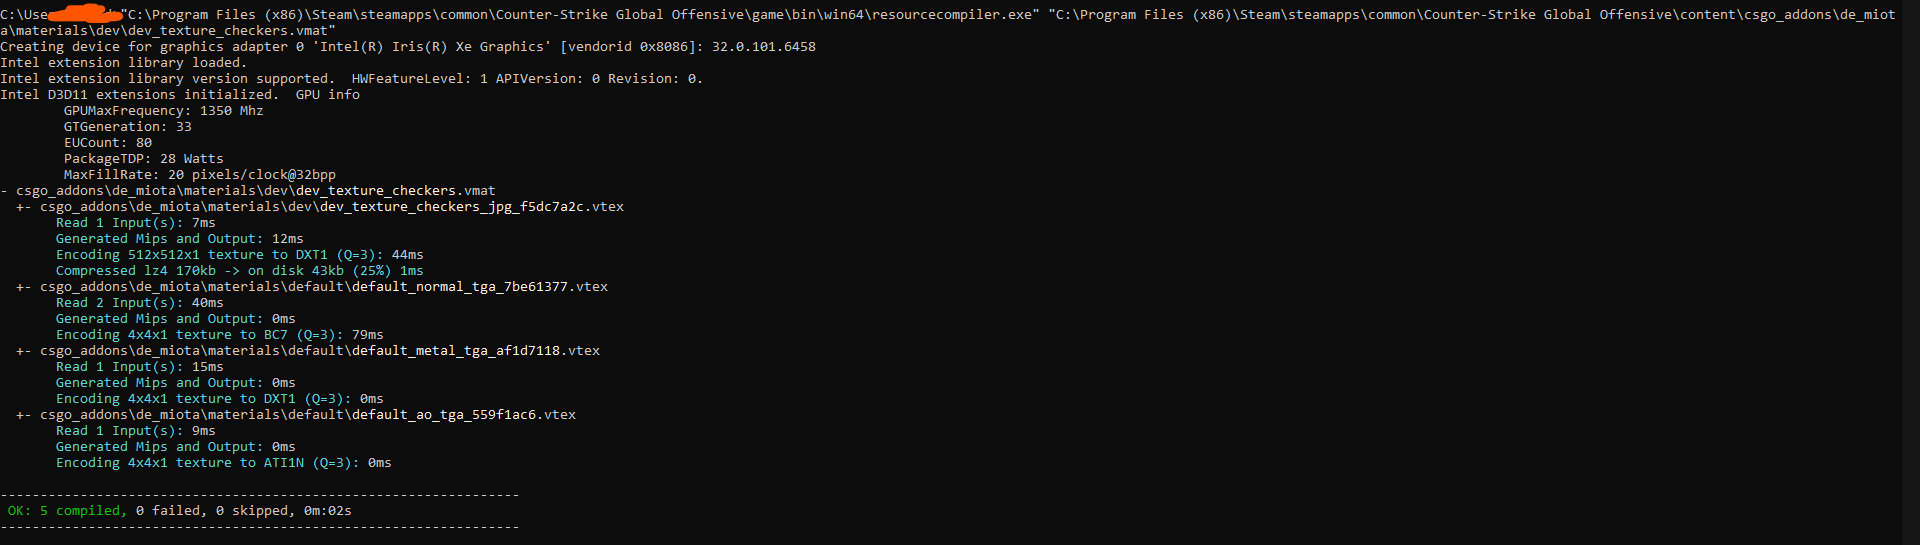 C:\Use "C:\Program Files (x86)\Steam\steamapps\common\Counter-Strike Global Offensive\game\bin\win64\resourcecompiler.exe" "C:\Program Files (x86)\Steam\steamapps\common\Counter-Strike Global Offensive\content\csgo_addons\de_miot
a\materials\dev\dev_texture_checkers.vmat"
Creating device for graphics adapter 0 'Intel(R) Iris(R) Xe Graphics' [vendorid 0x8086]: 32.0.101.6458
Intel extension library loaded.
Intel extension library version supported.  HWFeatureLevel: 1 APIVersion: 0 Revision: 0.
Intel D3D11 extensions initialized.  GPU info
GPUMaxFrequency: 1350 Mhz
GTGeneration: 33
EUCount: 80
PackageTDP: 28 Watts
MaxFillRate: 20 pixels/clock@32bpp
- csgo_addons\de_miota\materials\dev\dev_texture_checkers.vmat
+- csgo_addons\de_miota\materials\dev\dev_texture_checkers_jpg_f5dc7a2c.vtex
Read 1 Input(s): 7ms
Generated Mips and Output: 12ms
Encoding 512x512x1 texture to DXT1 (Q=3): 44ms
Compressed lz4 170kb -> on disk 43kb (25%) 1ms
+- csgo_addons\de_miota\materials\default\default_normal_tga_7be61377.vtex
Read 2 Input(s): 40ms
Generated Mips and Output: 0ms
Encoding 4x4x1 texture to BC7 (Q=3): 79ms
+- csgo_addons\de_miota\materials\default\default_metal_tga_af1d7118.vtex
Read 1 Input(s): 15ms
Generated Mips and Output: 0ms
Encoding 4x4x1 texture to DXT1 (Q=3): 0ms
+- csgo_addons\de_miota\materials\default\default_ao_tga_559f1ac6.vtex
Read 1 Input(s): 9ms
Generated Mips and Output: 0ms
Encoding 4x4x1 texture to ATI1N (Q=3): 0ms
-----------------------------------------------------------------
OK: 5 compiled, 0 failed, 0 skipped, 0m:02s
-----------------------------------------------------------------